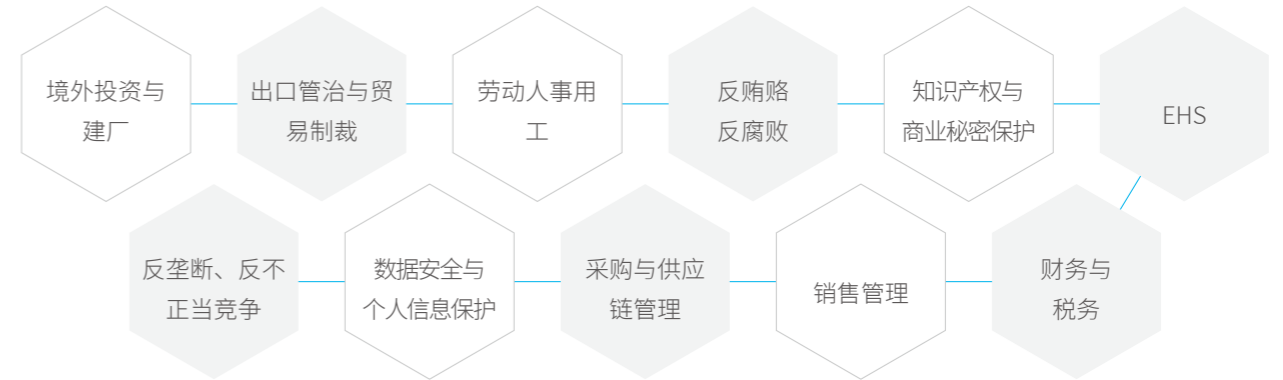 境外投资与
建厂
出口管治与贸
易制裁
劳动人事用
工
反贿赂
反腐败
知识产权与
商业秘密保护
EHS
反垄断、反不
正当竞争
数据安全与
个人信息保护
采购与供应
链管理
销售管理
财务与
税务